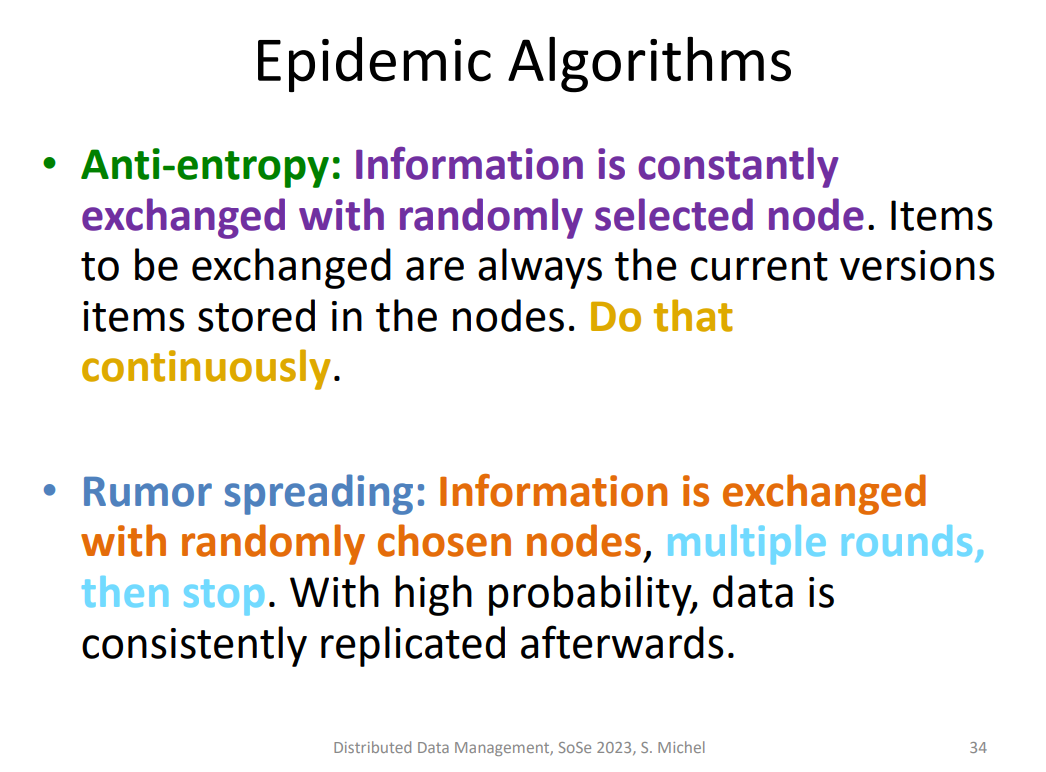 Epidemic Algorithms
• Anti-entropy: Information is constantly
exchanged with randomly selected node. Items
to be exchanged are always the current versions
items stored in the nodes. Do that
continuously.
• Rumor spreading: Information is exchanged
with randomly chosen nodes, multiple rounds,
then stop. With high probability, data is
consistently replicated afterwards.
Distributed Data Management, SoSe 2023, S. Michel
34